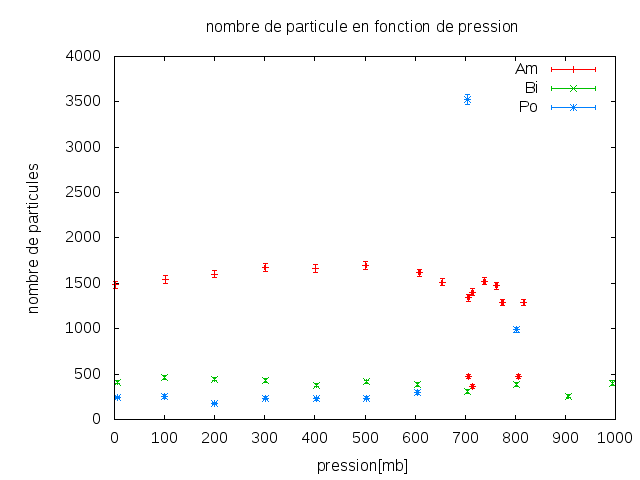 nombre de particule en fonction de pression
nombre de particules
4000
3500
3000
2500
2000
1500
1000
500
0
Am
Bi
Po
0 100 200 300 400 500 600 700 800 900 1000
pression[mb]